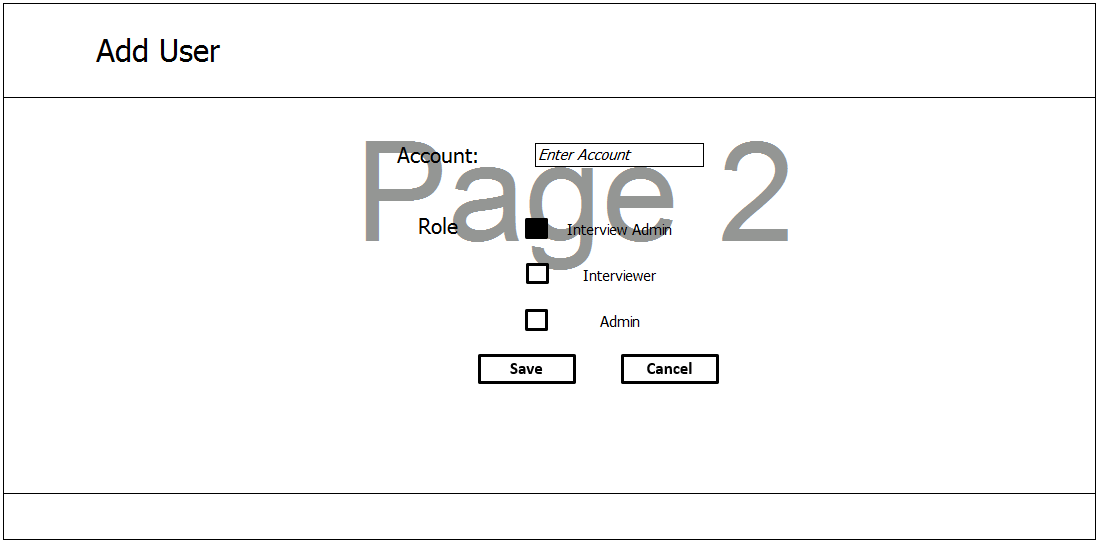 Add User
Page 2
Account:
Enter Account
Role
Interview Admin
Interviewer
Admin
Save
Cancel